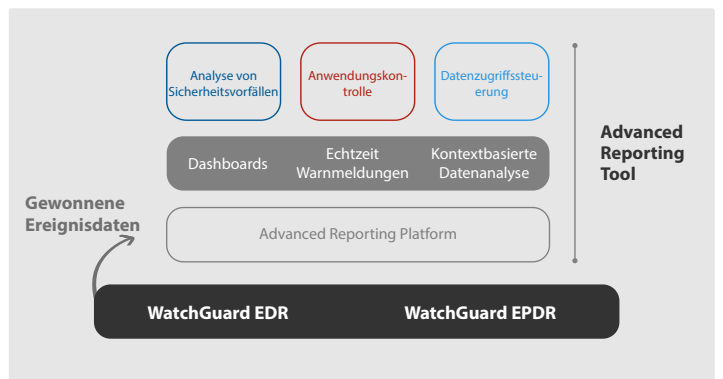 Analyse von
Sicherheitsvorfällen
Anwendungskon-
trolle
Datenzugriffssteu-
erung
Dashboards
Echtzeit
Warnmeldungen
Kontextbasierte
Datenanalyse
Advanced
Reporting
Tool
Gewonnene
Ereignisdaten
Advanced Reporting Platform
WatchGuard EDR
WatchGuard EPDR